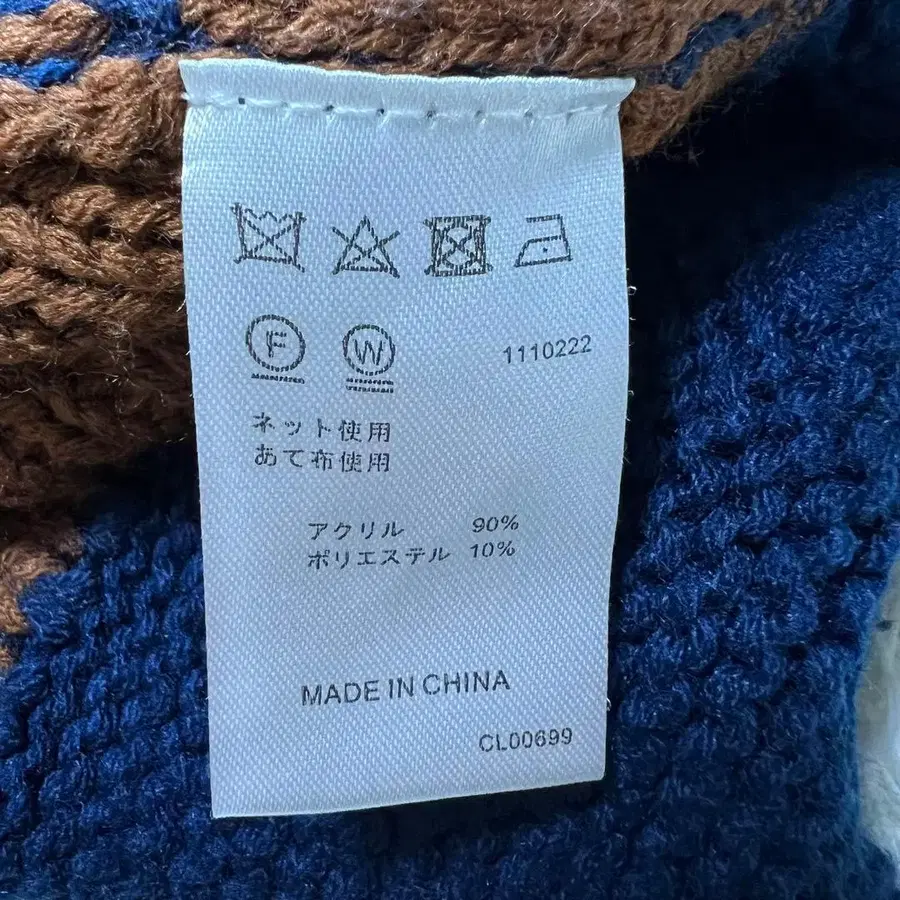 F W 1110222
ネット使用
あて布使用
アクリル 90%
ポリエステル 10%
MADE IN CHINA
CL00699